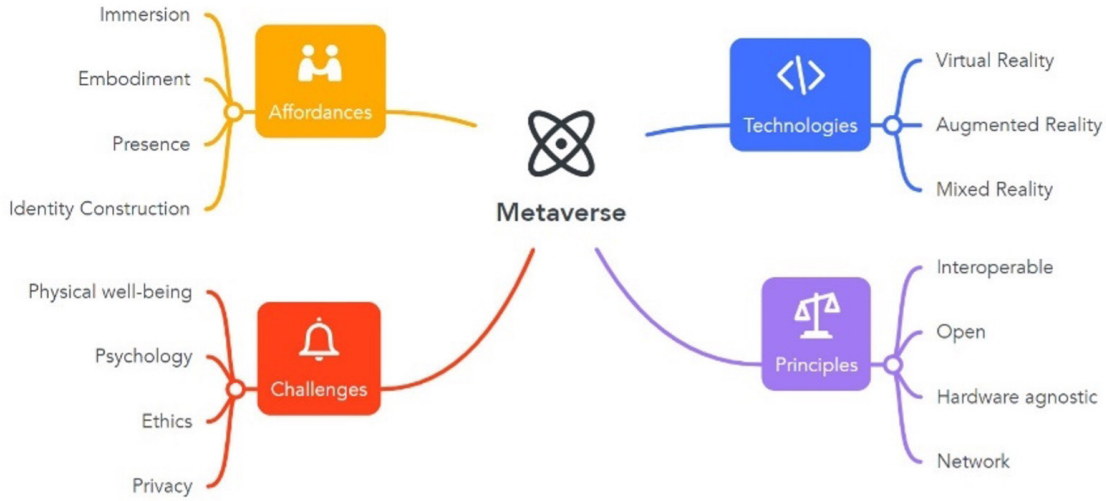 Immersion
Embodiment
Presence
Identity Construction
Affordances
Metaverse
Technologies
Virtual Reality
Augmented Reality
Mixed Reality
Physical well-being
Psychology
Ethics
Privacy
Challenges
Principles
Interoperable
Open
Hardware agnostic
Network